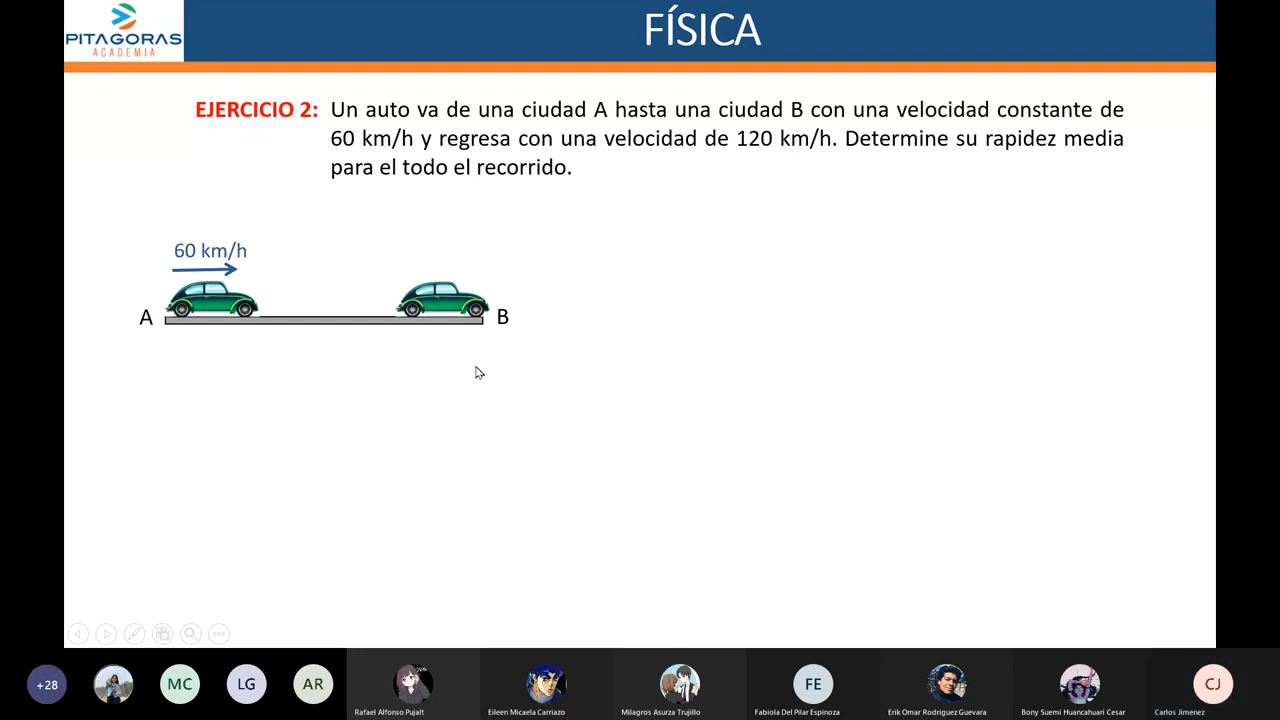 PITAGORAS
ACADEMIA
FÍSICA
EJERCICIO 2: Un auto va de una ciudad A hasta una ciudad B con una velocidad constante de
60 km/h y regresa con una velocidad de 120 km/h. Determine su rapidez media
para el todo el recorrido.
60 km/h
A
B
+28
MC
LG
AR
FE
CJ
Rafael Alfonso Pujalt
Eileen Micaela Carriazo
Milagros Asurza Trujillo
Fabiola Del Pilar Espinoza
Erik Omar Rodriguez Guevara
Bony Suemi Huancahuari Cesar
Carlos Jimenez